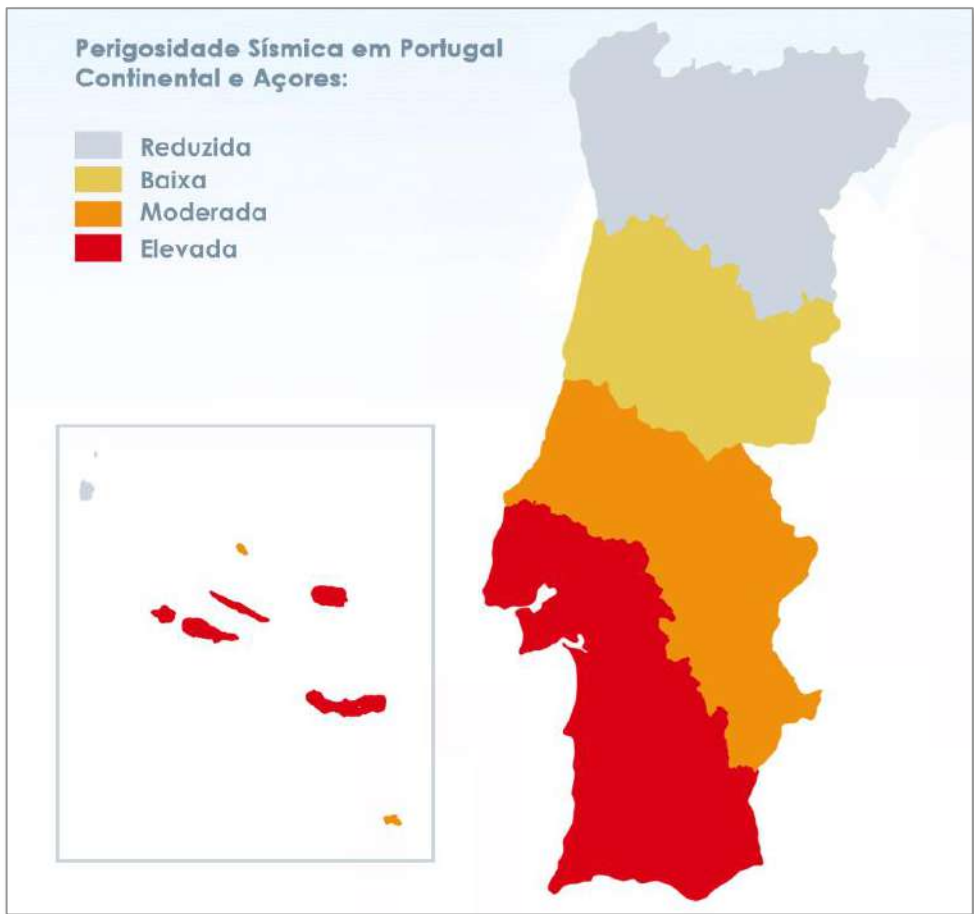 Perigosidade Sísmica em Portugal
Continental e Açores:
Reduzida
Baixa
Moderada
Elevada